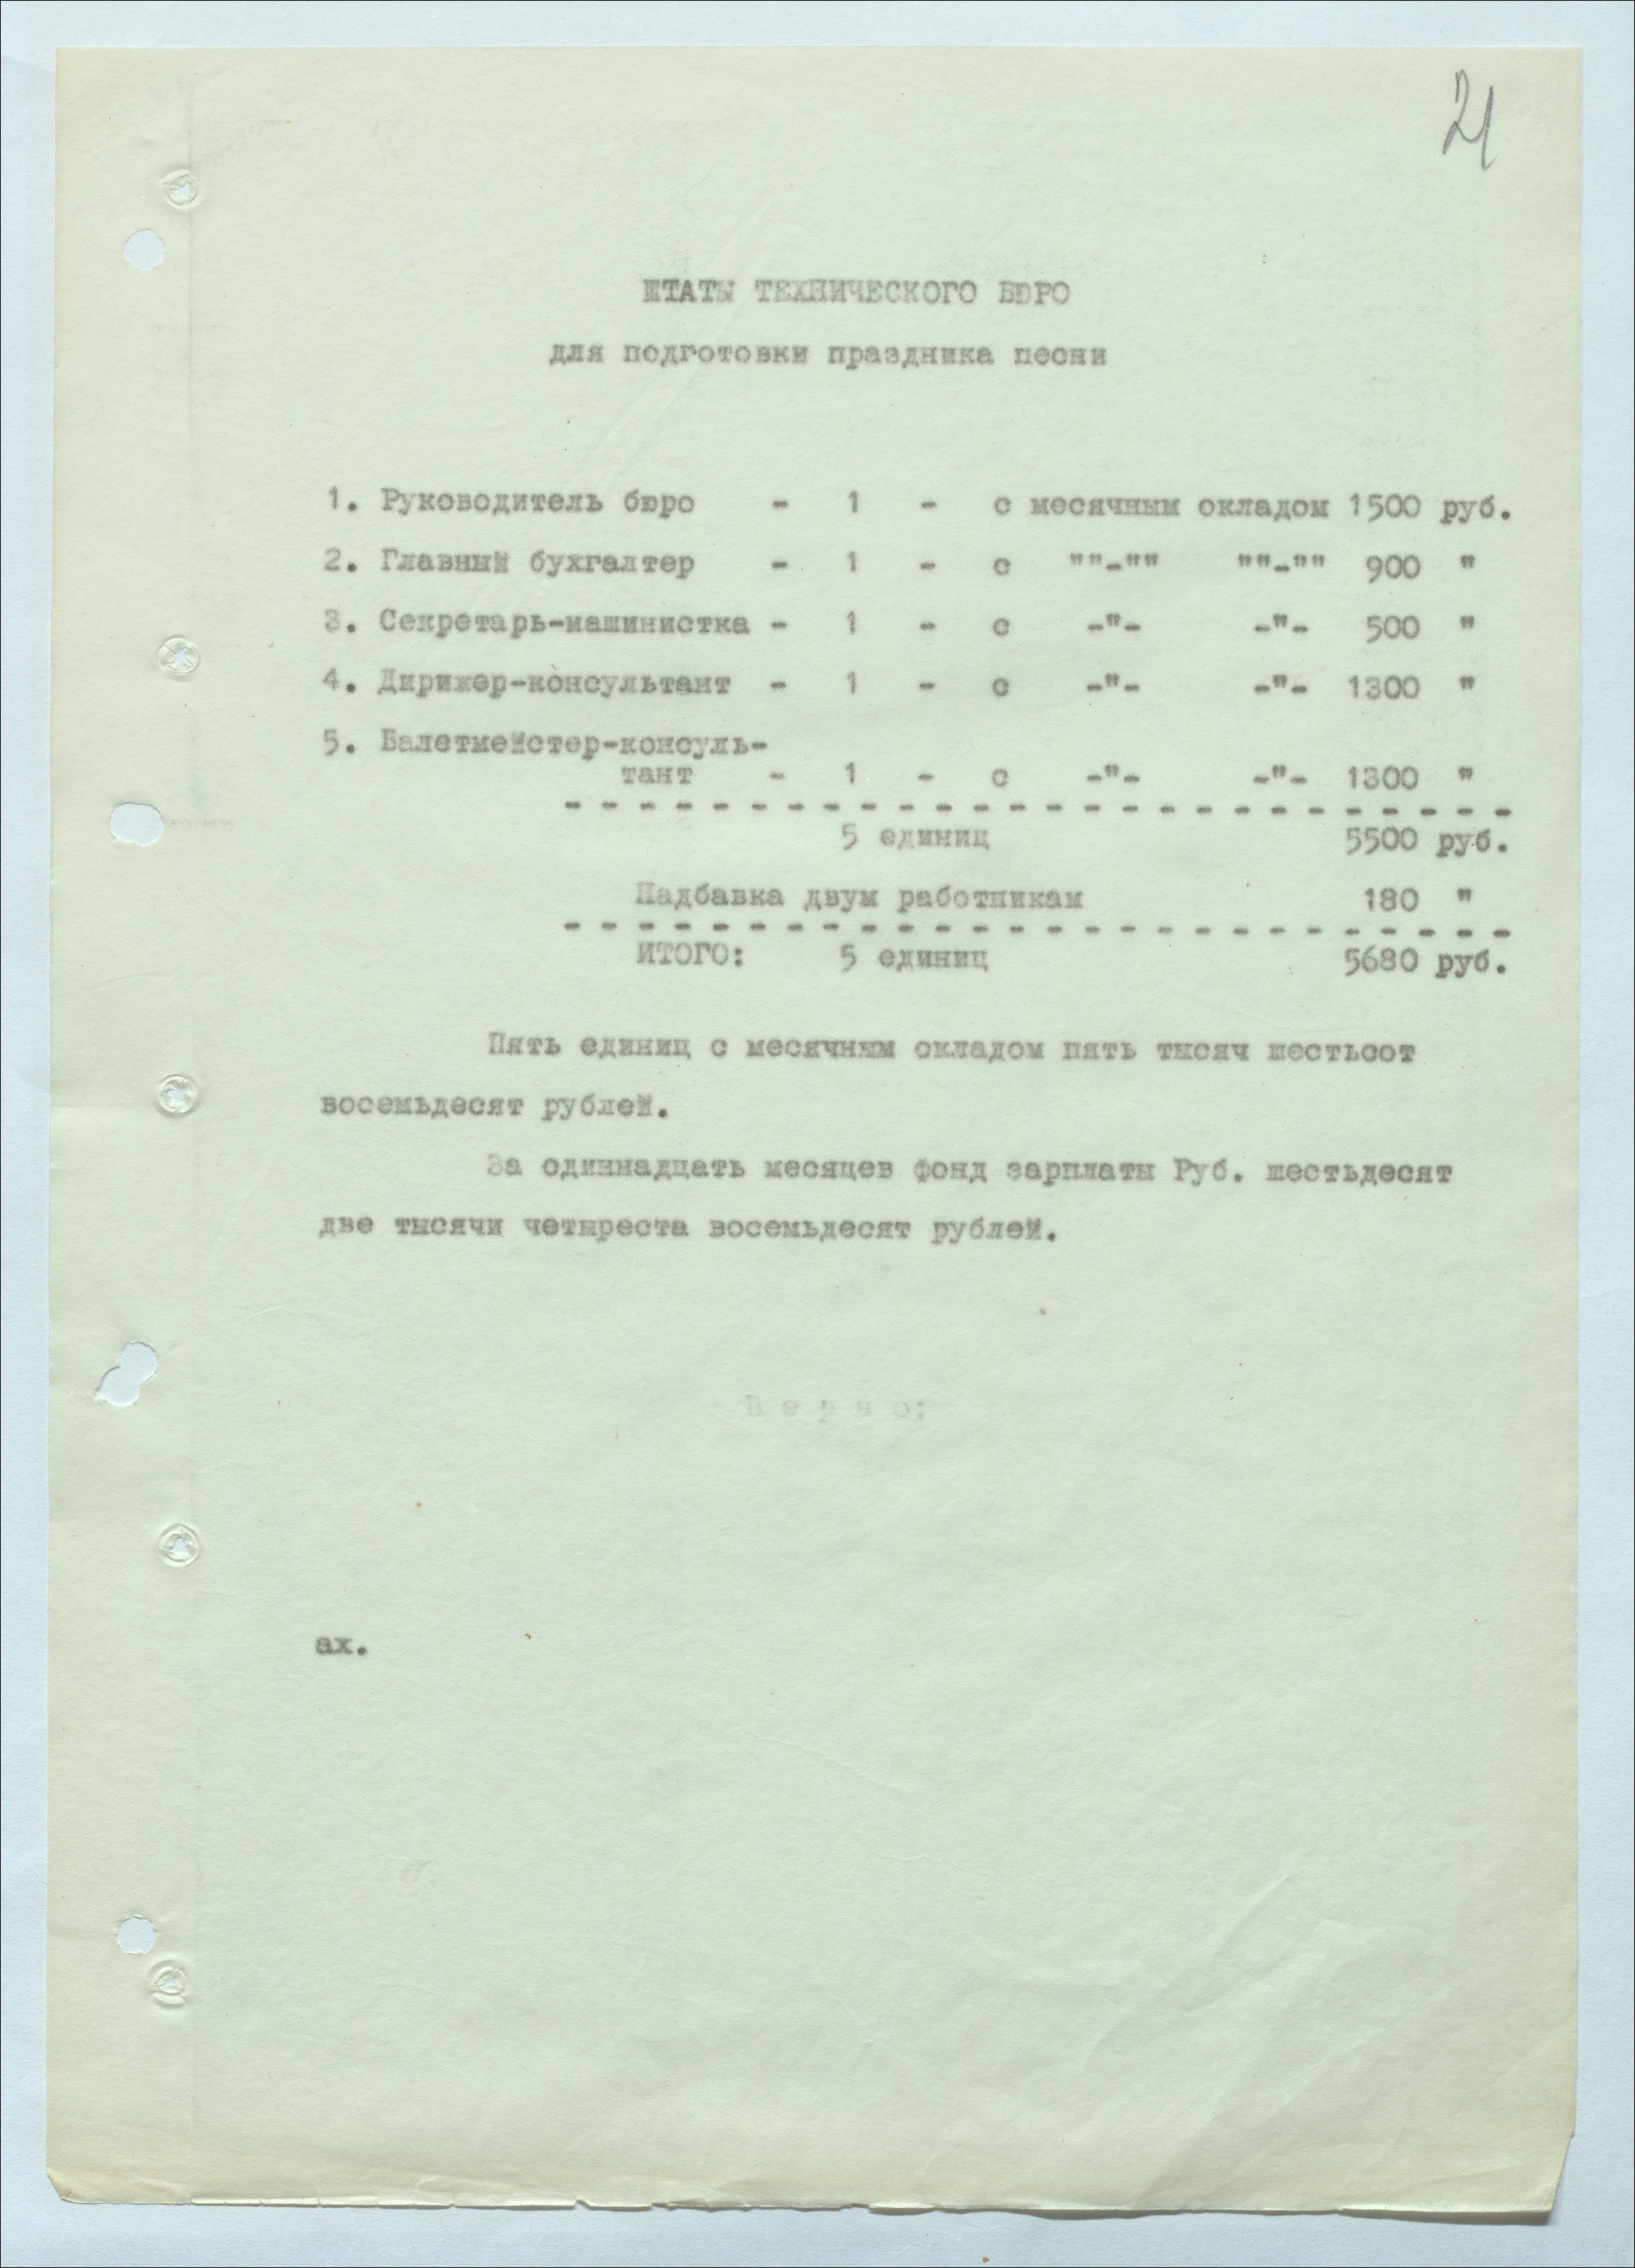 21
ШТАТЫ ТЕХНИЧЕСКОГО БЮРО
для подготовки праздника песни
1. Руководитель бюро - 1 - с месячным окладом 1500 руб.
2. Главный бухгалтер - 1 - с ""-"" ""-"" 900 "
3. Секретарь-машинистка - 1 - с -"- -"- 500 "
4. Дирижер-консультант - 1 - с -"- -"- 1300 "
5. Балетмейстер-консуль-
тант - 1 - с -"- -"- 1300 "
5 единиц 5500 руб.
Надбавка двум работникам 180 "
ИТОГО: 5 единиц 5680 руб.
Пять единиц с месячным окладом пять тысяч шестьсот
восемьдесят рублей.
За одиннадцать месяцев фонд зарплаты Руб. шестьдесят
две тысячи четыреста восемьдесят рублей.
В е р н о:
ах.